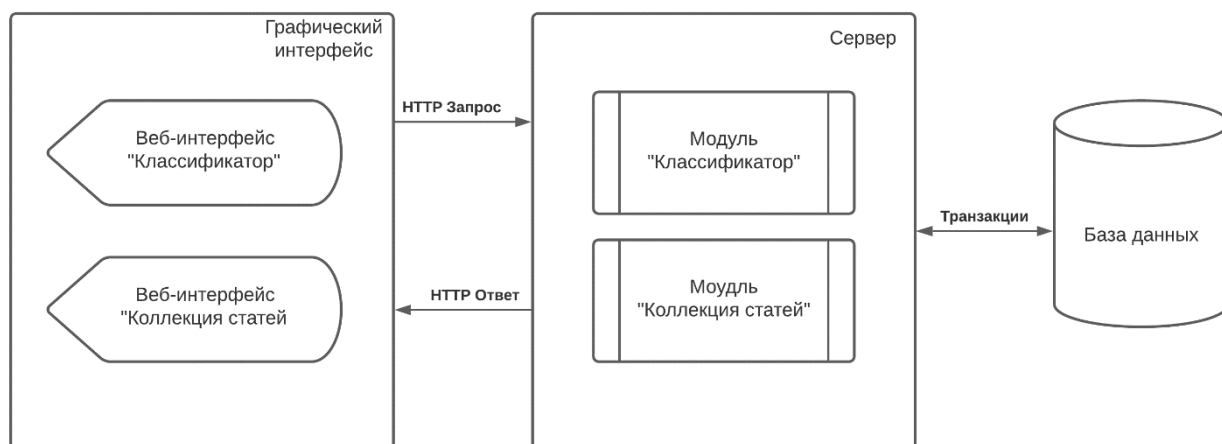 Графический
интерфейс
Веб-интерфейс
"Классификатор"
Веб-интерфейс
"Коллекция статей
HTTP Запрос
HTTP Ответ
Сервер
Модуль
"Классификатор"
Моудль
"Коллекция статей"
Транзакции
База данных